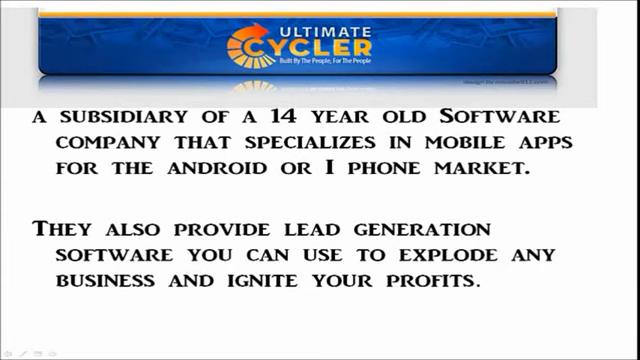 ULTIMATE
CYCLER
Built By The People, For The People
A SUBSIDIARY OF A 14 YEAR OLD SOFTWARE
COMPANY THAT SPECIALIZES IN MOBILE APPS
FOR THE ANDROID OR I PHONE MARKET.
THEY ALSO PROVIDE LEAD GENERATION
SOFTWARE YOU CAN USE TO EXPLODE ANY
BUSINESS AND IGNITE YOUR PROFITS.